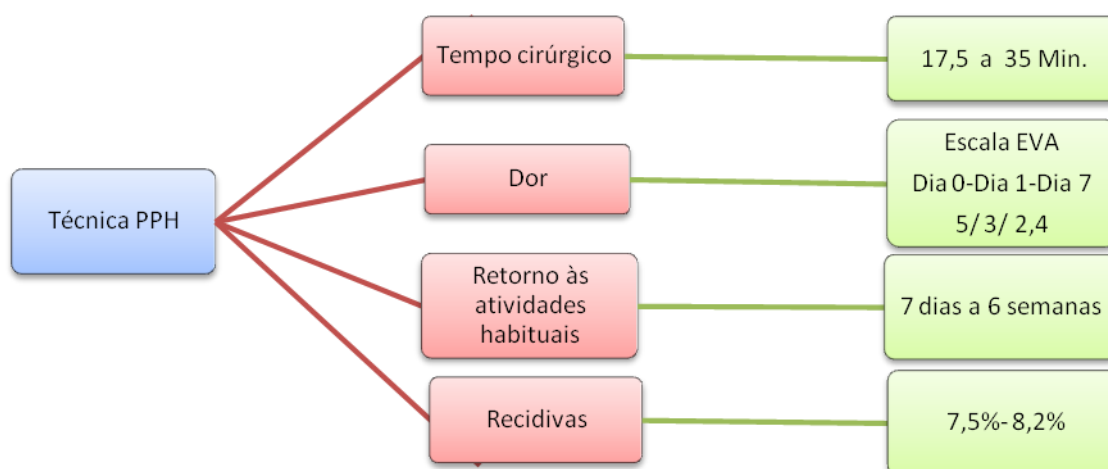 Técnica PPH
Tempo cirúrgico
17,5 a 35 Min.
Dor
Escala EVA
Dia 0-Dia 1-Dia 7
5/ 3/ 2,4
Retorno às
atividades
habituais
7 dias a 6 semanas
Recidivas
7,5%- 8,2%